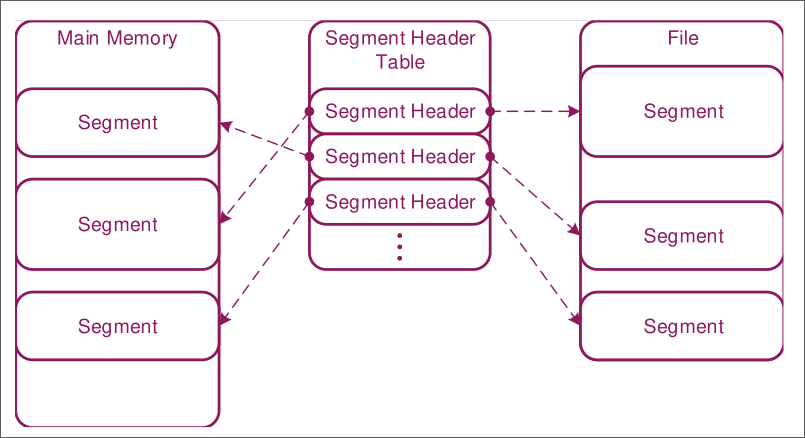 Main Memory
Segment
Segment
Segment
Segment Header
Table
Segment Header
Segment Header
Segment Header
File
Segment
Segment
Segment